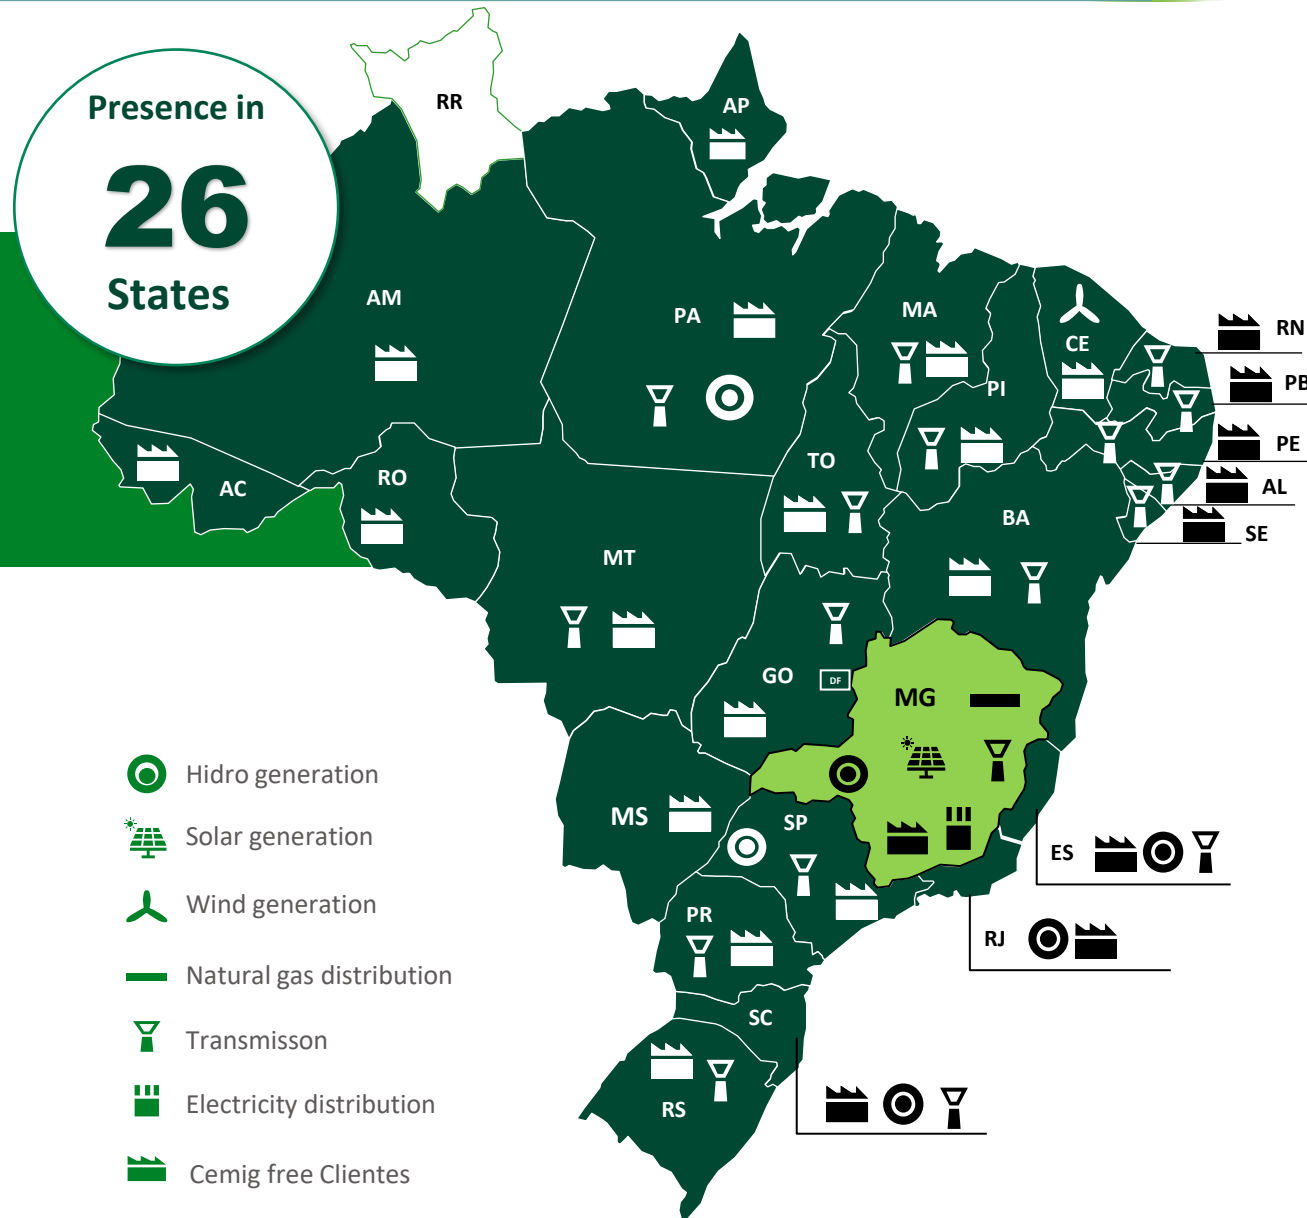 Presence in
26
States
RR
AP
AM
PA
MA
CE
PI
RN
PB
PE
AL
SE
AC
RO
TO
BA
MT
GO
DF
MG
MS
SP
ES
PR
RJ
SC
RS
Hidro generation
Solar generation
Wind generation
Natural gas distribution
Transmisson
Electricity distribution
Cemig free Clientes